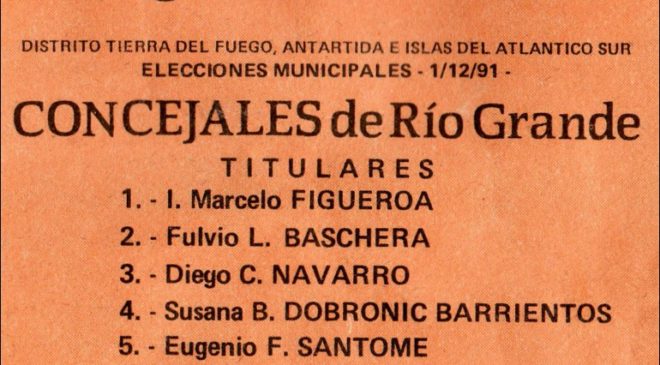 DISTRITO TIERRA DEL FUEGO, ANTARTIDA E ISLAS DEL ATLANTICO SUR
ELECCIONES MUNICIPALES - 1/12/91 -
CONCEJALES de Río Grande
TITULARES
1. - I. Marcelo FIGUEROA
2. - Fulvio L. BASCHERA
3. - Diego C. NAVARRO
4. - Susana B. DOBRONIC BARRIENTOS
5. - Eugenio F. SANTOME